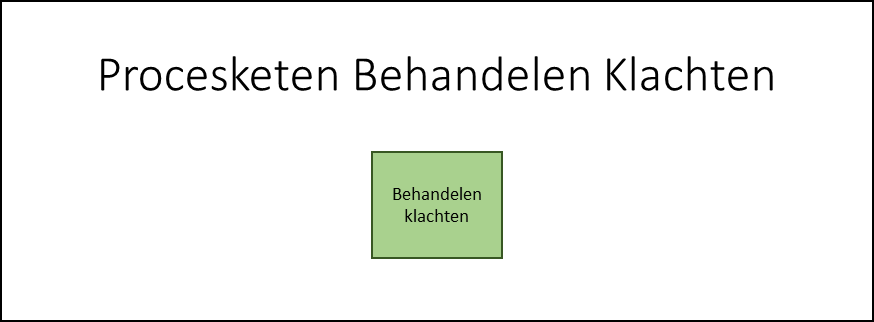 Procesketen Behandelen Klachten
Behandelen
klachten